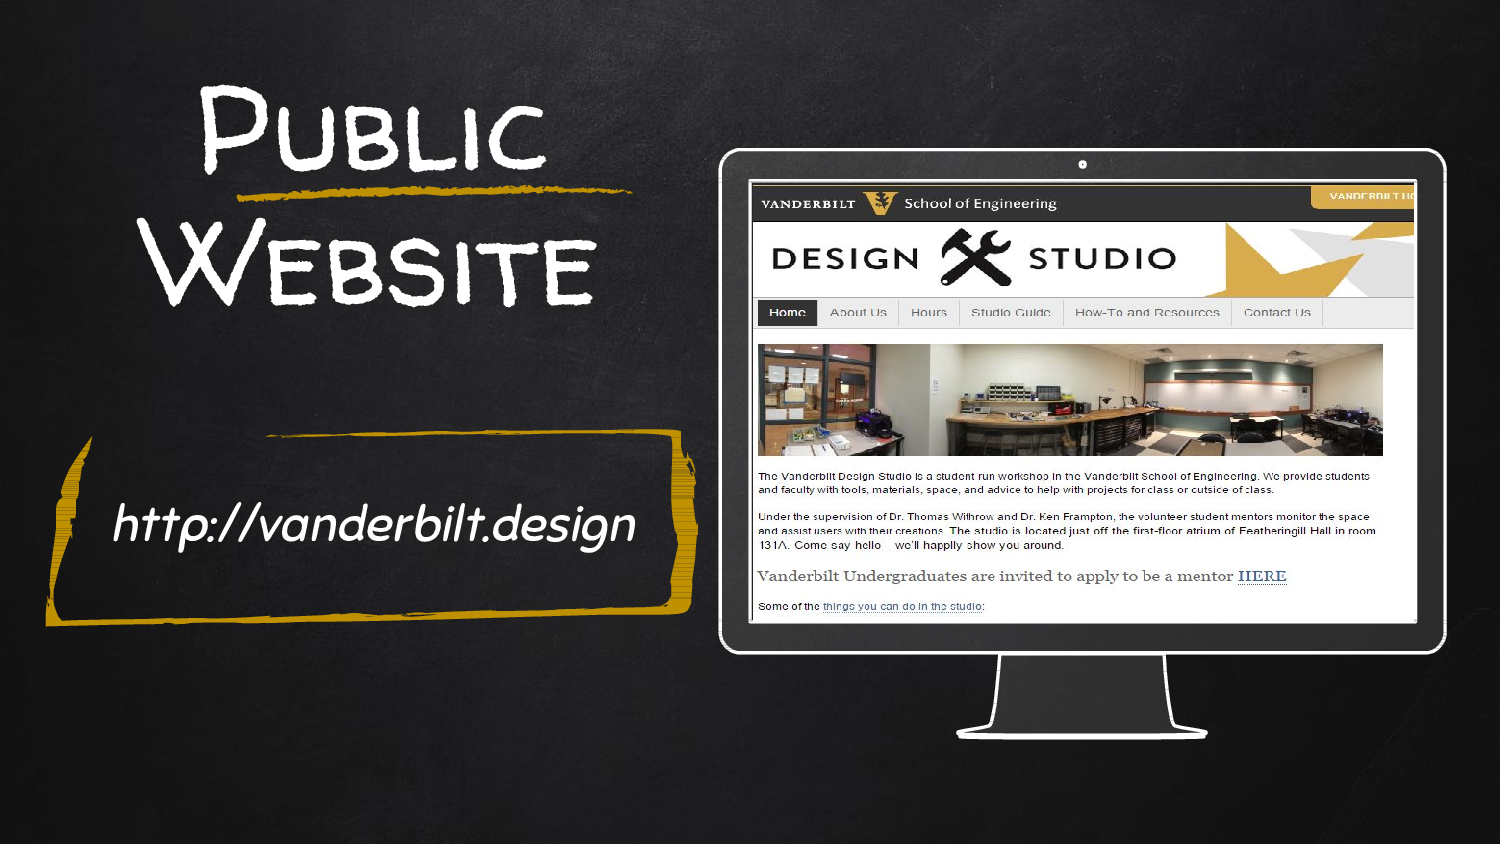 PUBLIC
WEBSITE
http://vanderbilt.design
VANDERBILT School of Engineering
VANDERBILT
DESIGN STUDIO
Home About Us Hours Studio Guide How-To and Resources Contact Us
The Vanderbilt Design Studio is a student run workshop in the Vanderbilt School of Engineering. We provide students
and faculty with tools, materials, space, and advice to help with projects for class or outside of class.
Under the supervision of Dr. Thomas Withrow and Dr. Ken Frampton, the volunteer student mentors monitor the space
and assist users with their creations. The studio is located just off the first-floor atrium of Featheringill Hall in room
131A. Come say hello – we'll happily show you around.
Vanderbilt Undergraduates are invited to apply to be a mentor HERE
Some of the things you can do in the studio: